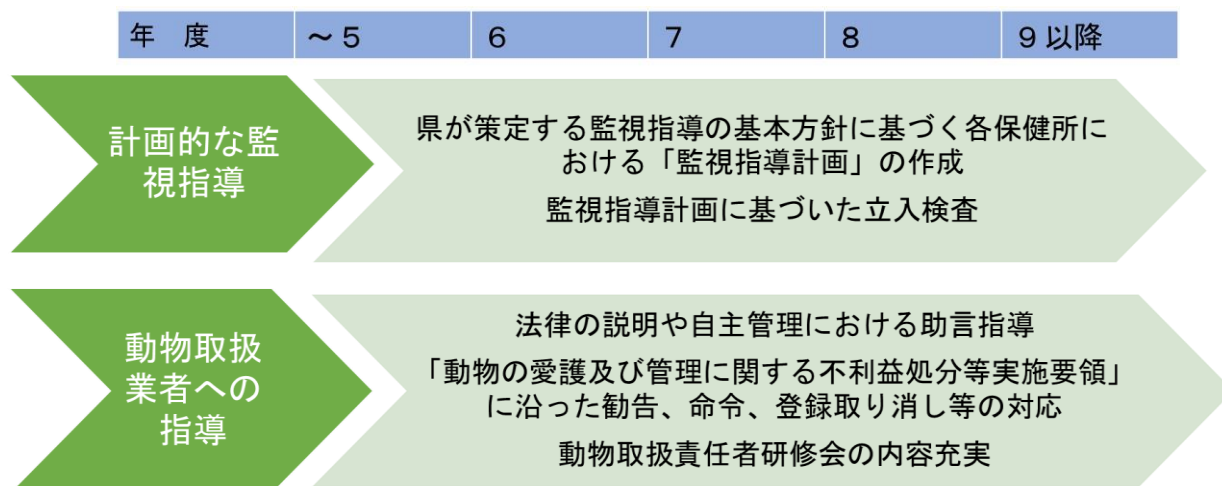 年　度 ～５ ６ ７ ８ ９以降
計画的な監
視指導
県が策定する監視指導の基本方針に基づく各保健所に
おける「監視指導計画」の作成
監視指導計画に基づいた立入検査
動物取扱
業者への
指導
法律の説明や自主管理における助言指導
「動物の愛護及び管理に関する不利益処分等実施要領」
に沿った勧告、命令、登録取り消し等の対応
動物取扱責任者研修会の内容充実